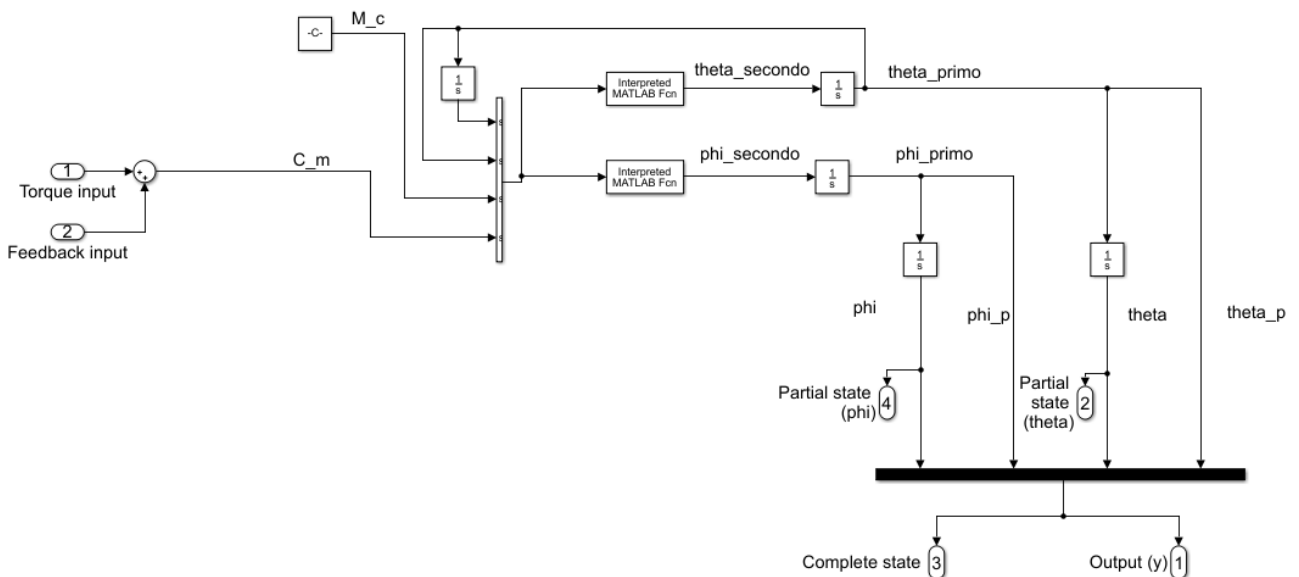 M_c
-C-
theta_secondo
theta_primo
1
s
Interpreted
MATLAB Fcn
1
s
C_m
phi_secondo
phi_primo
1
Torque input
+
+
Interpreted
MATLAB Fcn
1
s
2
Feedback input
1
s
1
s
phi
phi_p
theta
theta_p
Partial state
(phi)
4
Partial
state
(theta)
2
Complete state
3
Output (y)
1